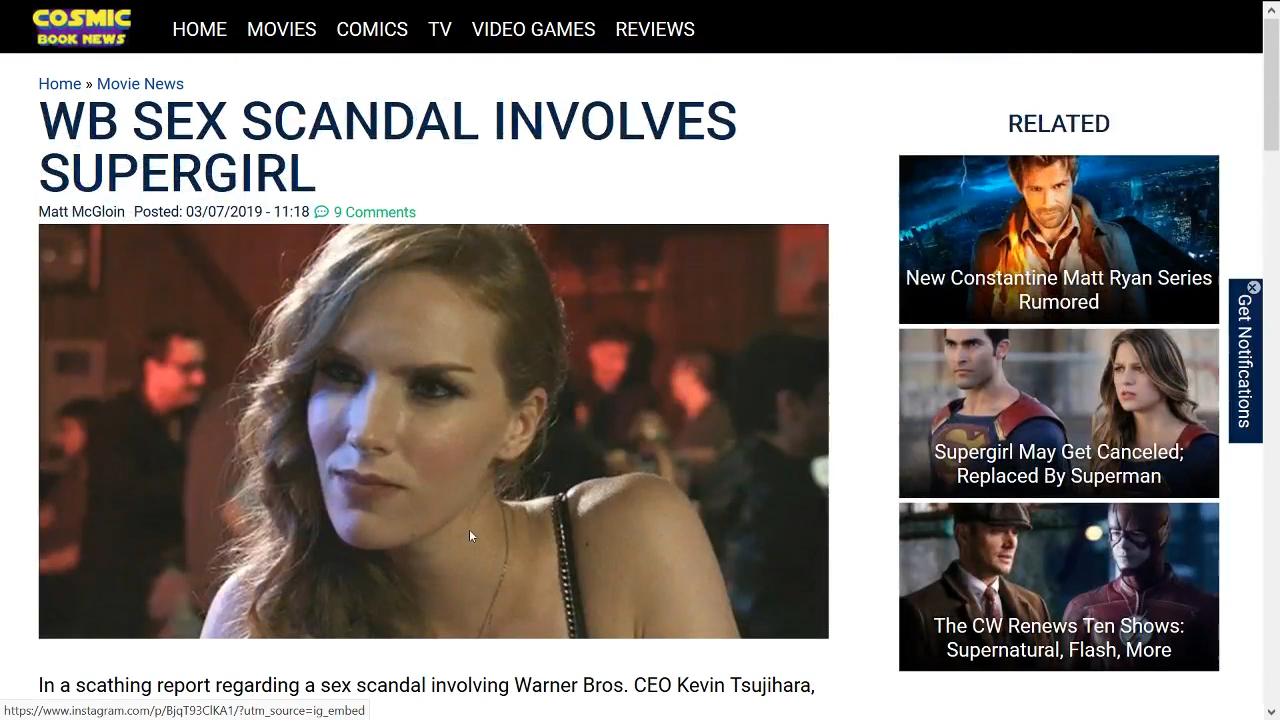 COSMIC
BOOK NEWS
HOME MOVIES COMICS TV VIDEO GAMES REVIEWS
Home » Movie News
WB SEX SCANDAL INVOLVES
SUPERGIRL
Matt McGloin Posted: 03/07/2019 - 11:18 9 Comments
In a scathing report regarding a sex scandal involving Warner Bros. CEO Kevin Tsujihara,
RELATED
New Constantine Matt Ryan Series
Rumored
Supergirl May Get Canceled;
Replaced By Superman
The CW Renews Ten Shows:
Supernatural, Flash, More
Get Notifications
https://www.instagram.com/p/BjqT93ClKA1/?utm_source=ig_embed